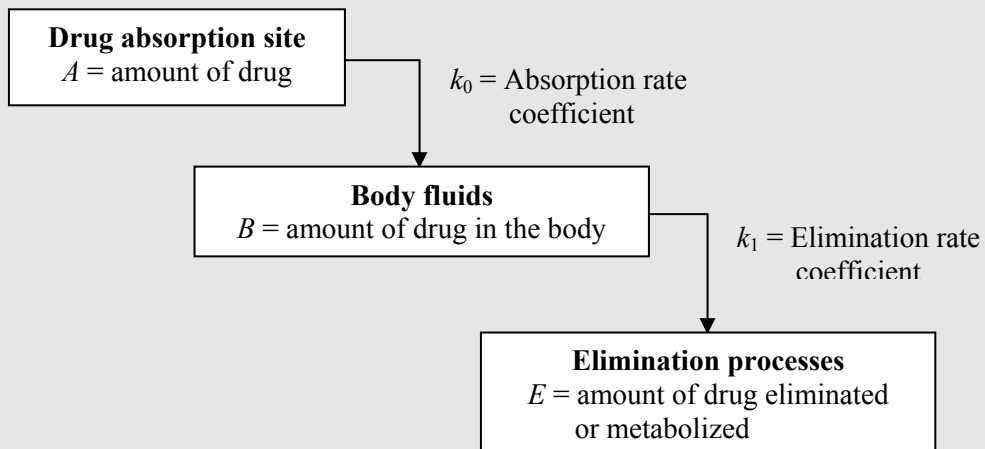 Drug absorption site
A = amount of drug
k₀ = Absorption rate
coefficient
Body fluids
B = amount of drug in the body
k₁ = Elimination rate
coefficient
Elimination processes
E = amount of drug eliminated
or metabolized